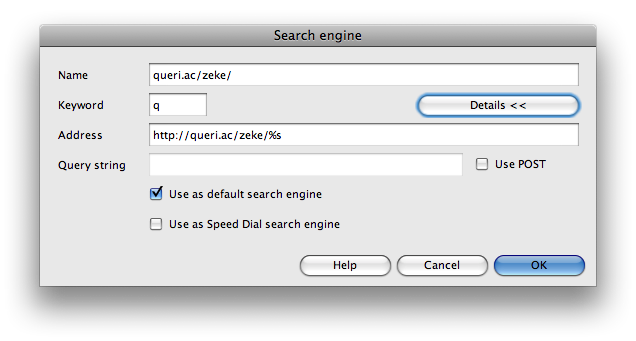 Search engine
Name queri.ac/zeke/
Keyword q Details <<
Address http://queri.ac/zeke/%s
Query string Use POST
Use as default search engine
Use as Speed Dial search engine
Help Cancel OK